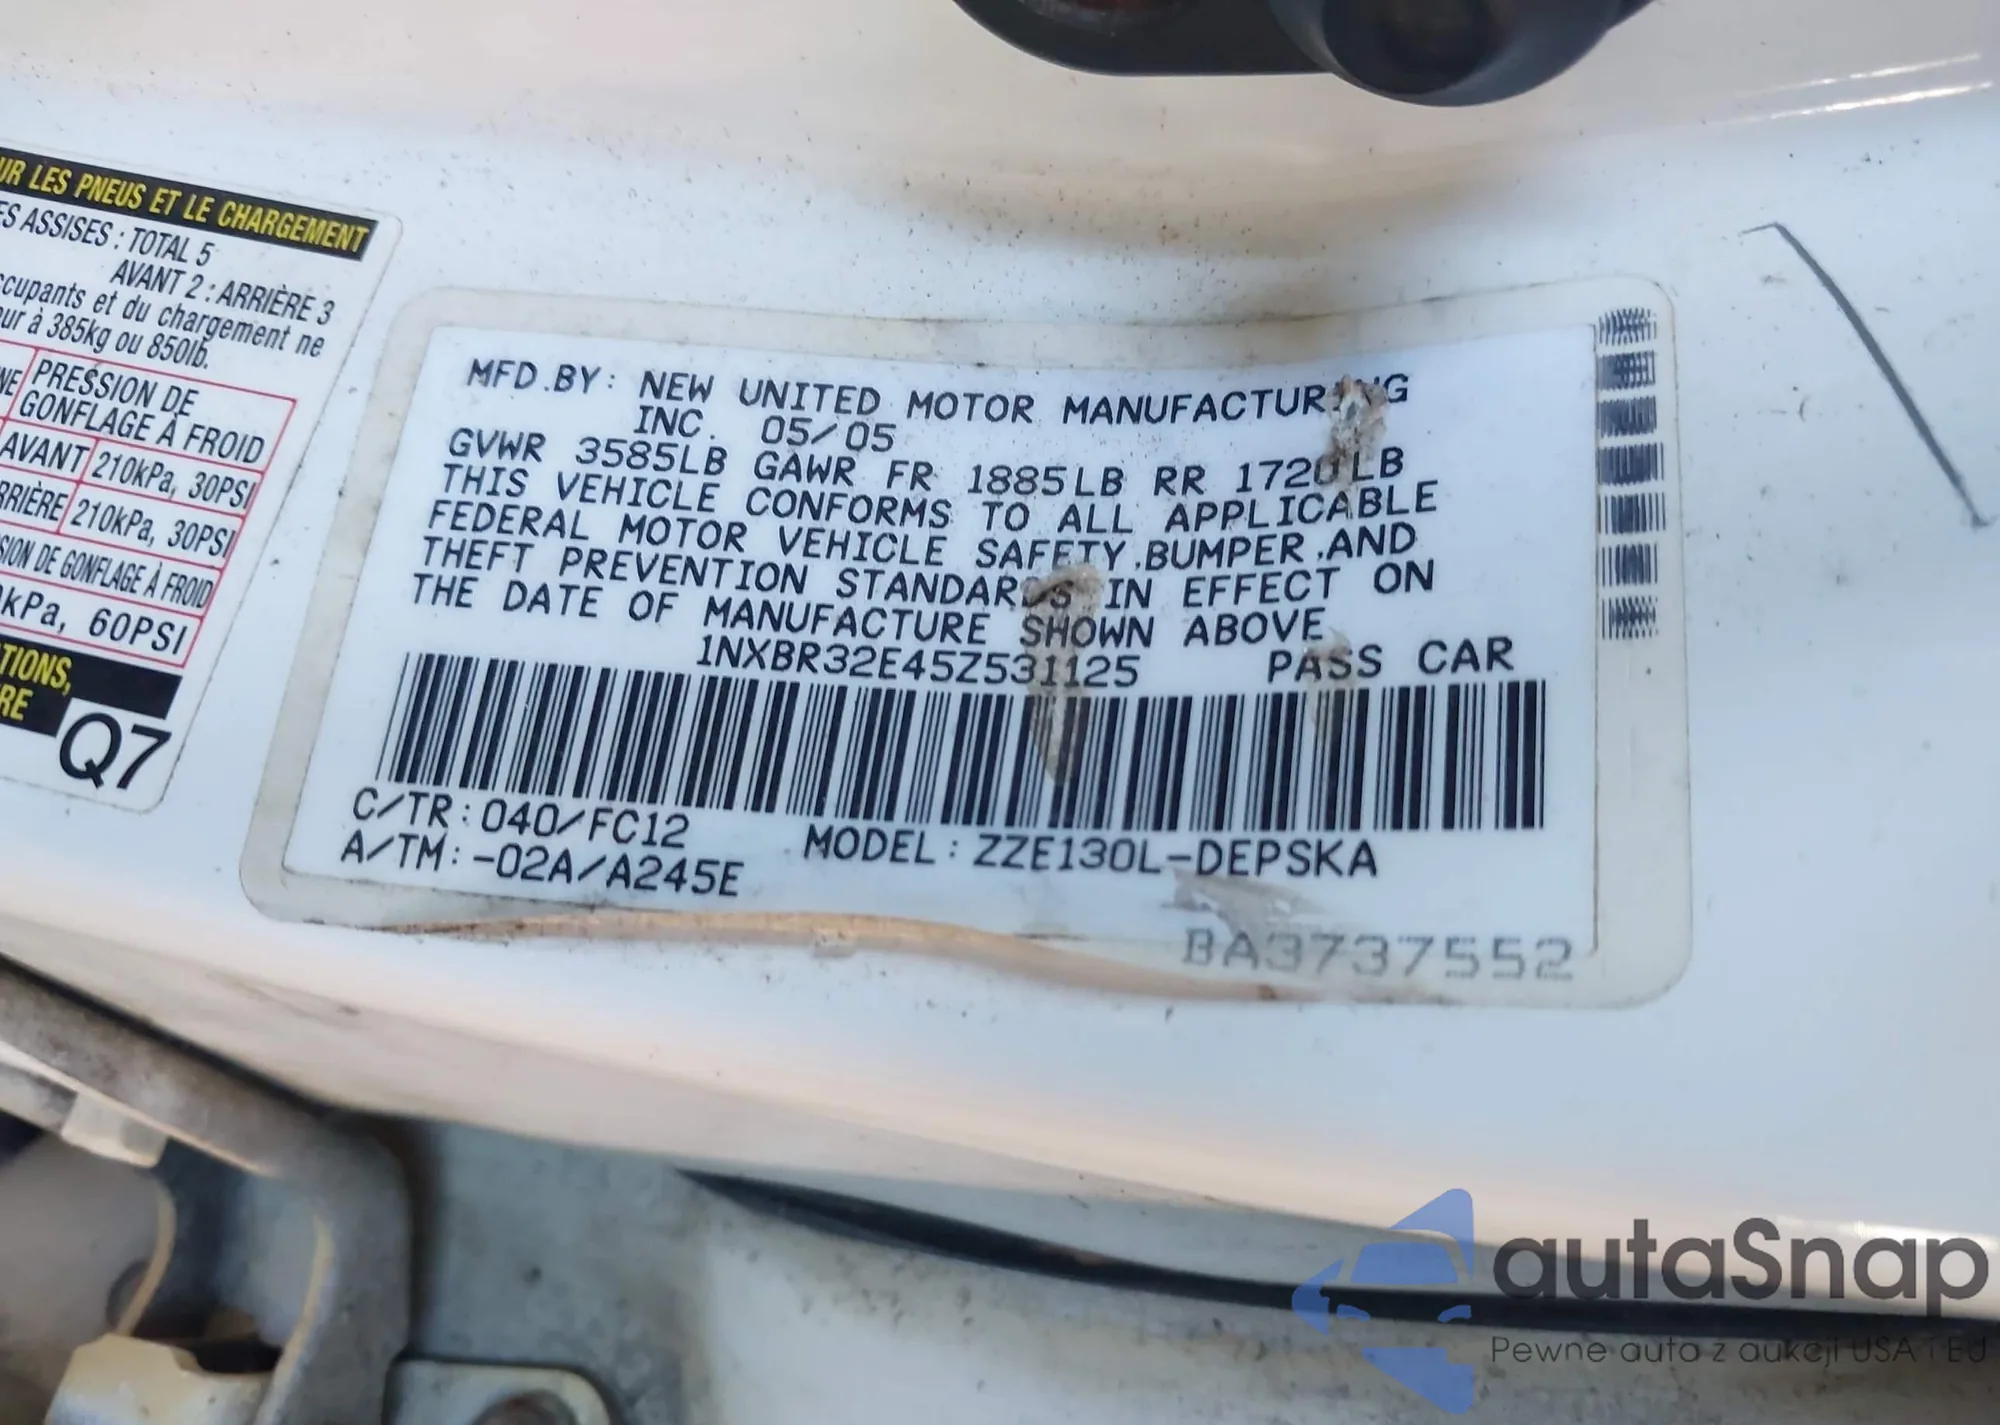 UR LES PNEUS ET LE CHARGEMENT
ES ASSISES : TOTAL 5
AVANT 2 : ARRIÈRE 3
ccupants et du chargement ne
eur à 385kg ou 850lb.
NE PRESSION DE
GONFLAGE À FROID
AVANT 210kPa, 30PSI
RRIÈRE 210kPa, 30PSI
SION DE GONFLAGE À FROID
kPa, 60PSI
TIONS,
RE
Q7
MFD.BY: NEW UNITED MOTOR MANUFACTURING
INC. 05/05
GVWR 3585LB GAWR FR 1885LB RR 1720LB
THIS VEHICLE CONFORMS TO ALL APPLICABLE
FEDERAL MOTOR VEHICLE SAFETY,BUMPER,AND
THEFT PREVENTION STANDARDS IN EFFECT ON
THE DATE OF MANUFACTURE SHOWN ABOVE
1NXBR32E45Z531125 PASS CAR
C/TR:040/FC12
A/TM:-02A/A245E
MODEL:ZZE130L-DEPSKA
BA3737552
autaSnap
Pewne auta z aukcji USA i EU